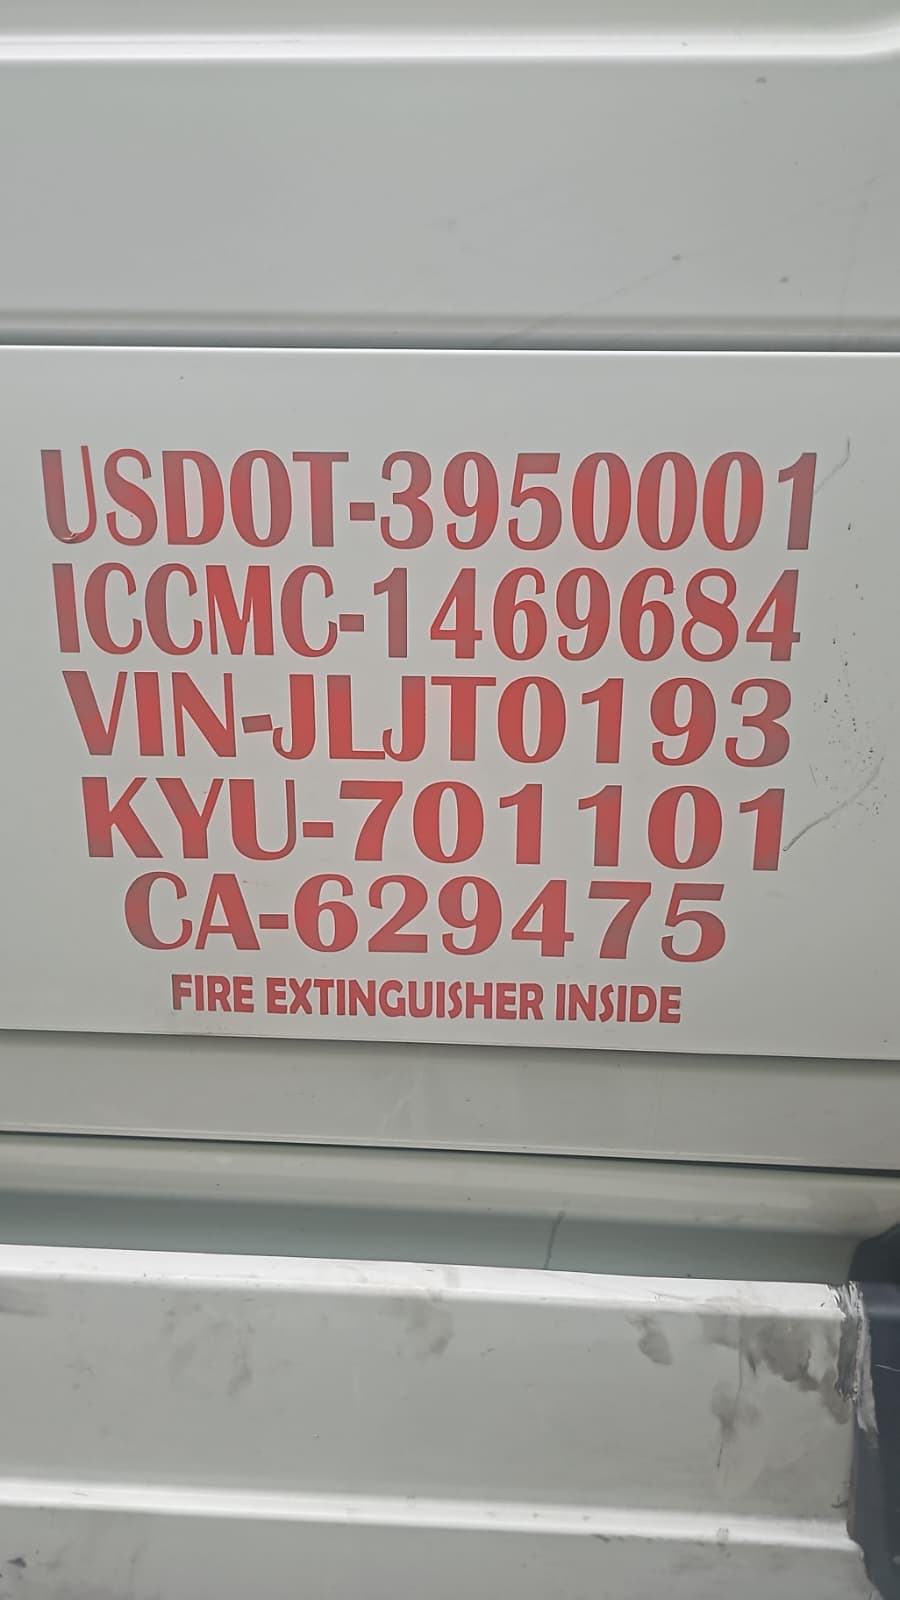 USDOT-3950001
ICCMC-1469684
VIN-JLJT0193
KYU-701101
CA-629475
FIRE EXTINGUISHER INSIDE